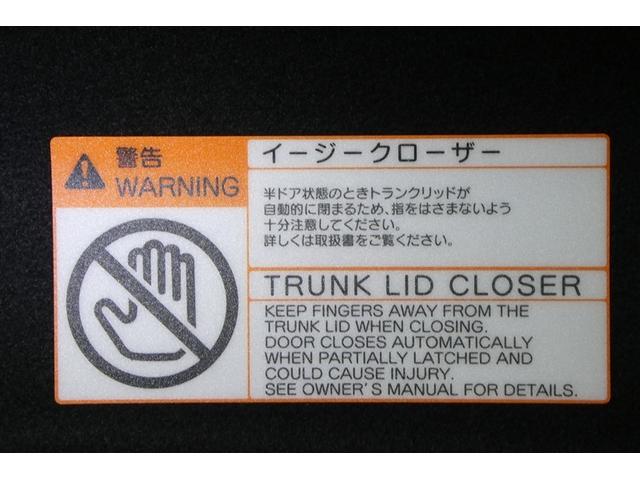 警告
WARNING
イージークローザー
半ドア状態のときトランクリッドが
自動的に閉まるため、指をはさまないよう
十分注意してください。
詳しくは取扱書をご覧ください。
TRUNK LID CLOSER
KEEP FINGERS AWAY FROM THE
TRUNK LID WHEN CLOSING.
DOOR CLOSES AUTOMATICALLY
WHEN PARTIALLY LATCHED AND
COULD CAUSE INJURY.
SEE OWNER'S MANUAL FOR DETAILS.